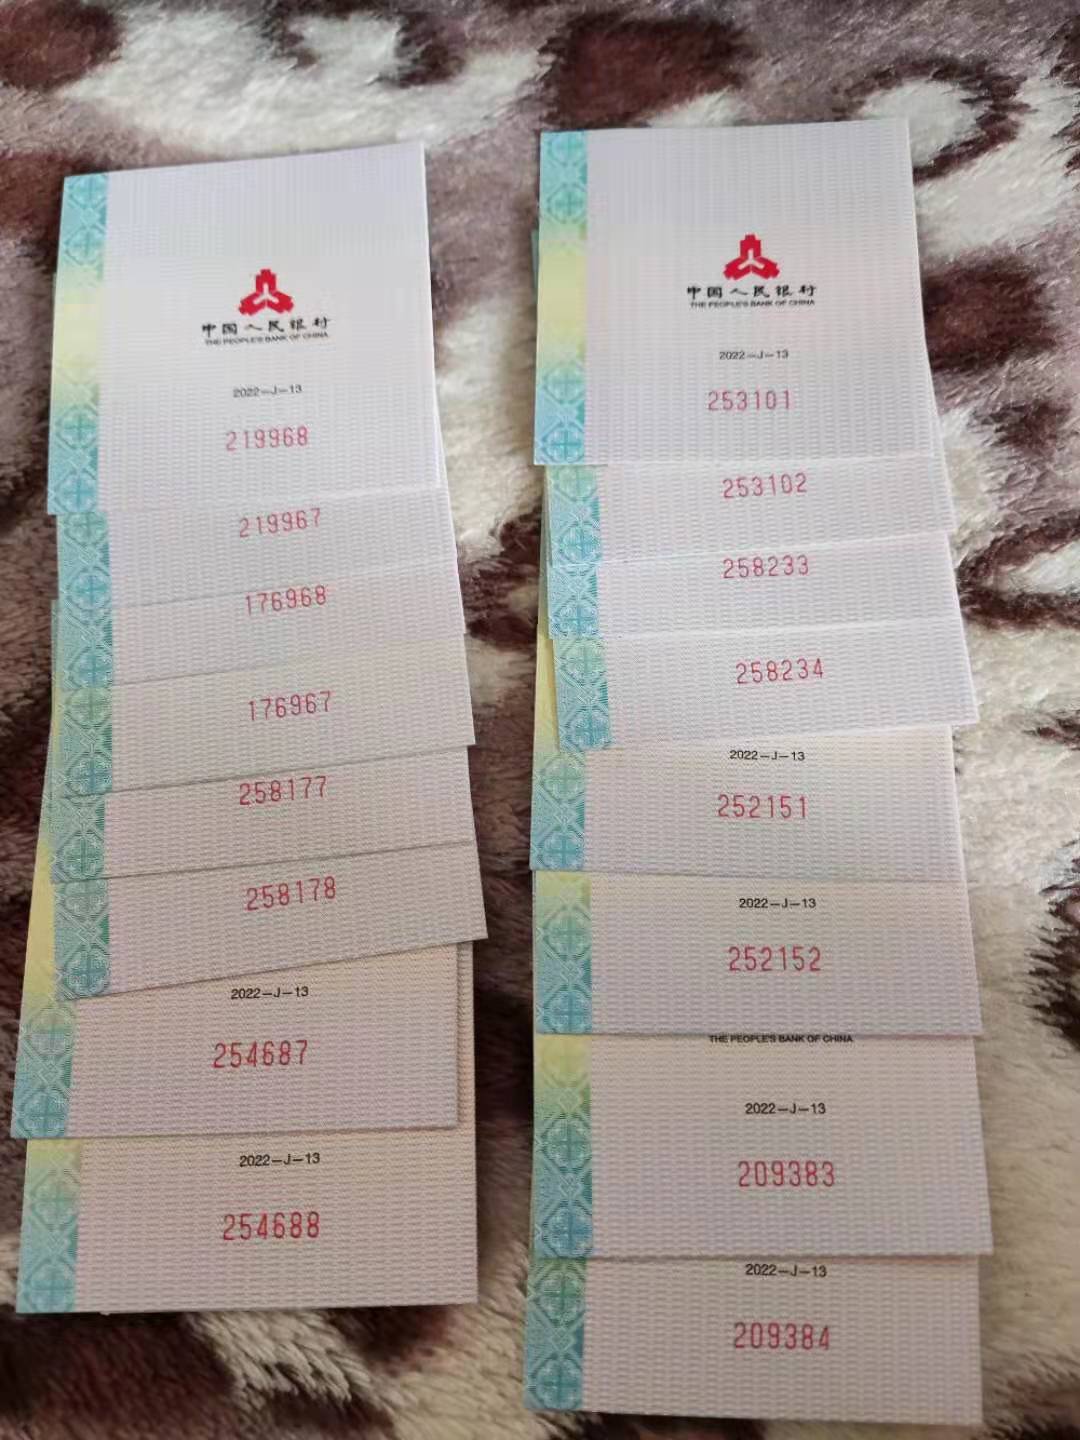 中国人民银行
THE PEOPLE'S BANK OF CHINA
2022-J-13
219968
219967
176968
176967
258177
258178
2022-J-13
254687
2022-J-13
254688
中国人民银行
THE PEOPLE'S BANK OF CHINA
2022-J-13
253101
253102
258233
258234
2022-J-13
252151
2022-J-13
252152
THE PEOPLE'S BANK OF CHINA
2022-J-13
209383
2022-J-13
209384